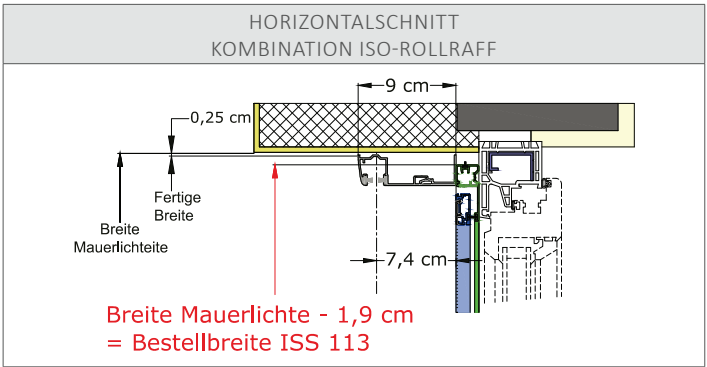 HORIZONTALSCHNITT
KOMBINATION ISO-ROLLRAFF
9 cm
0,25 cm
Fertige
Breite
Breite
Mauerlichteite
7,4 cm
Breite Mauerlichte - 1,9 cm
= Bestellbreite ISS 113